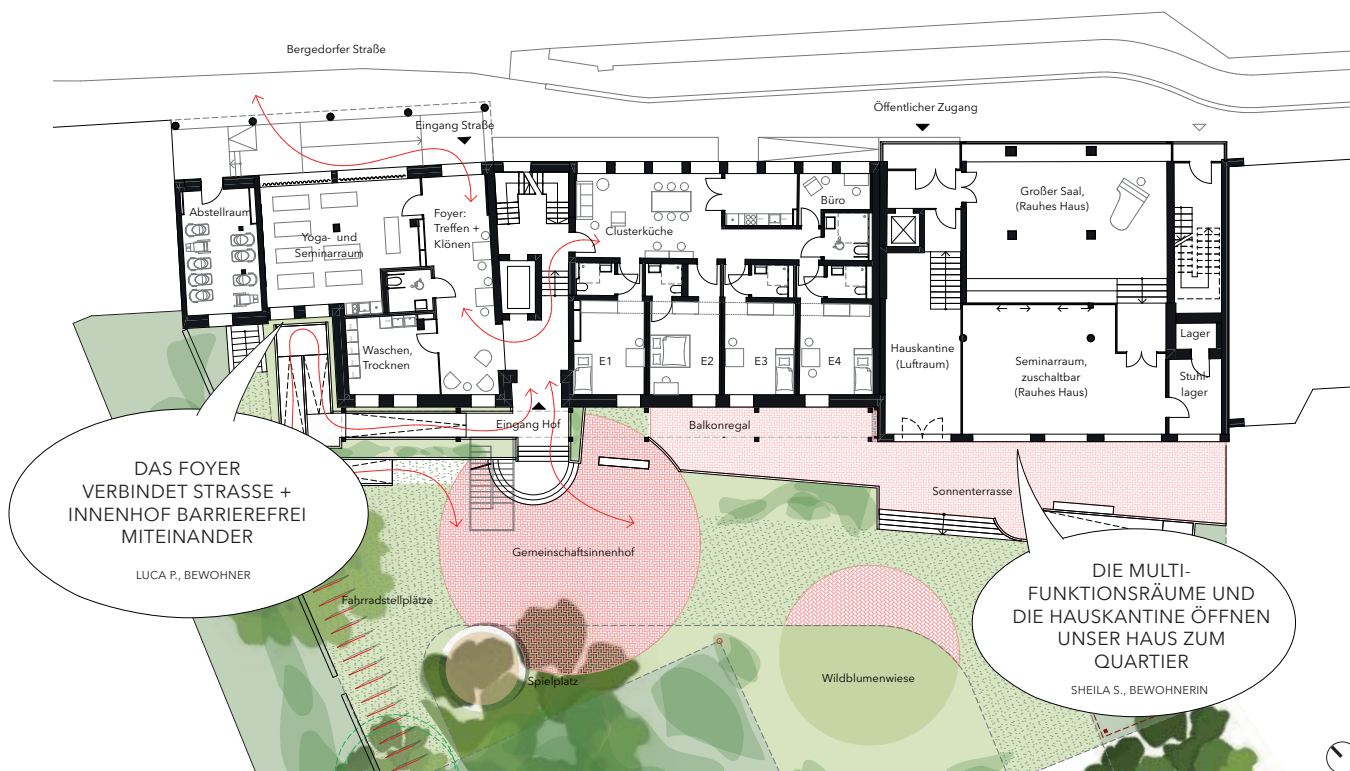 Bergedorfer Straße
Öffentlicher Zugang
Eingang Straße
Abstellraum
Yoga- und
Seminarraum
Foyer:
Treffen +
Klönen
Clusterküche
Büro
Großer Saal,
(Rauhes Haus)
Waschen,
Trocknen
E1
E2
E3
E4
Hauskantine
(Luftraum)
Seminarraum,
zuschaltbar
(Rauhes Haus)
Lager
Stuhl-
lager
Eingang Hof
Balkonregal
Sonnenterrasse
DAS FOYER
VERBINDET STRASSE +
INNENHOF BARRIEREFREI
MITEINANDER
LUCA P., BEWOHNER
Gemeinschaftsinnenhof
Fahrradstellplätze
Spielplatz
Wildblumenwiese
DIE MULTI-
FUNKTIONSRÄUME UND
DIE HAUSKANTINE ÖFFNEN
UNSER HAUS ZUM
QUARTIER
SHEILA S., BEWOHNERIN